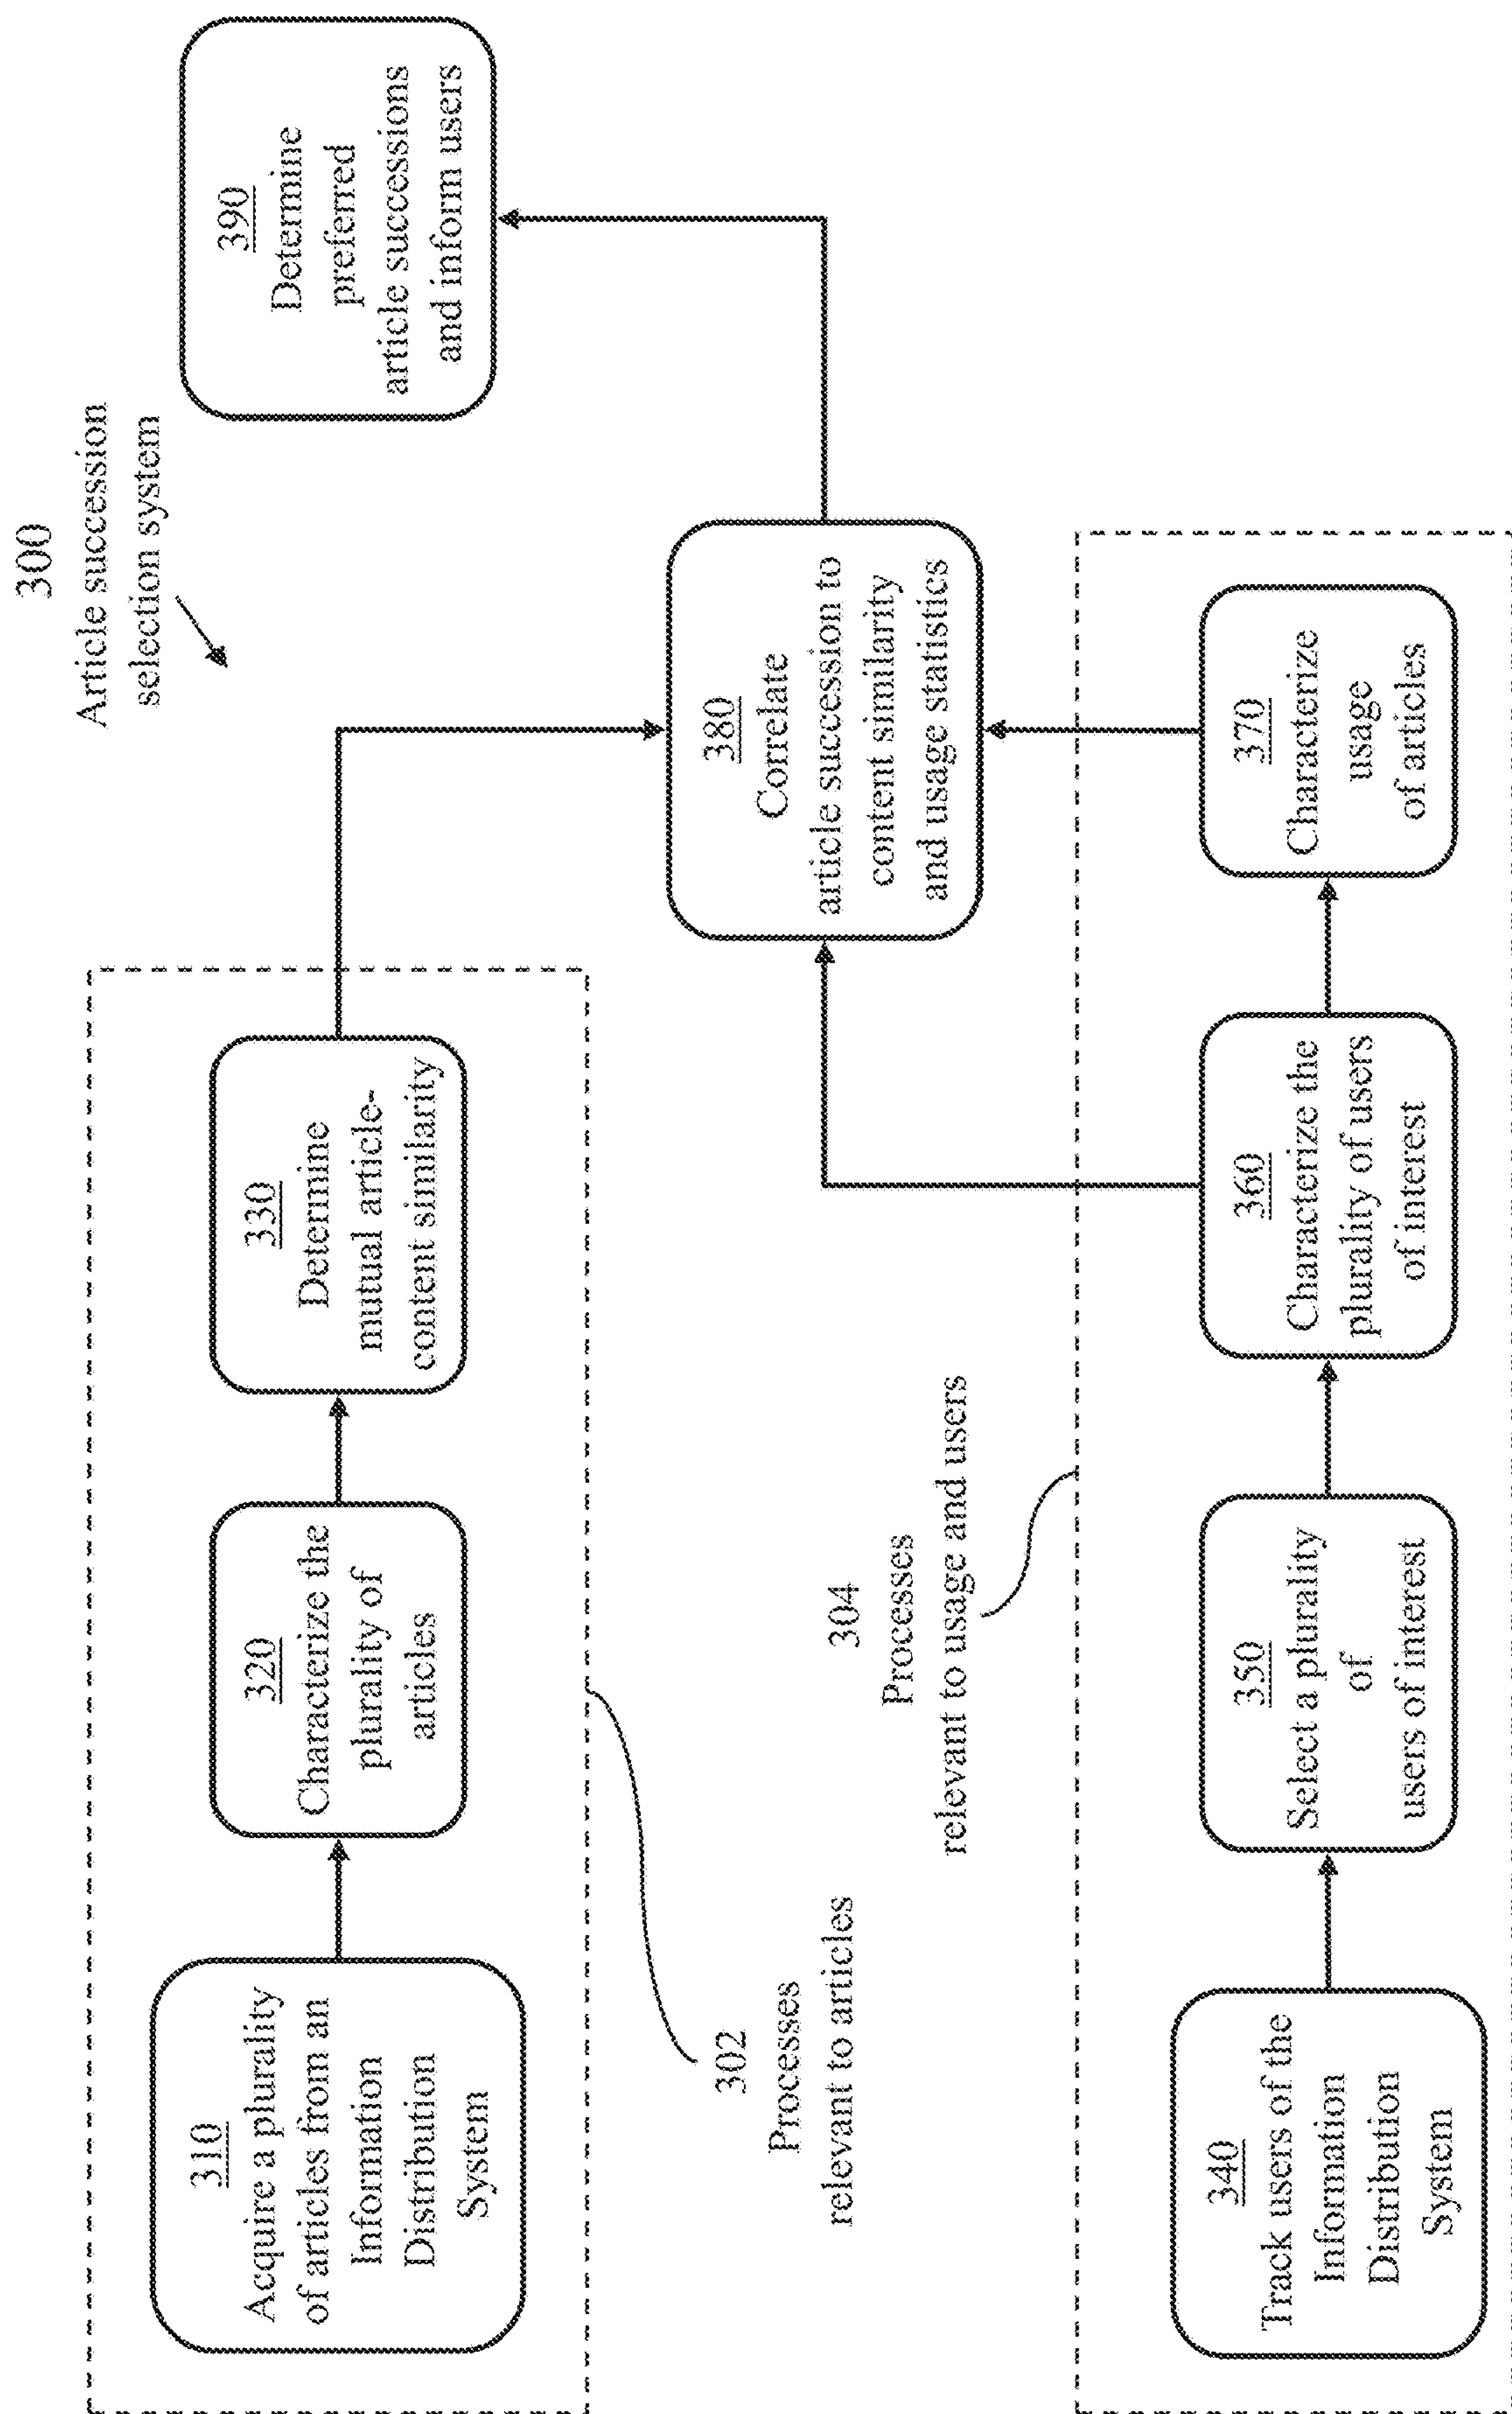 300
Article succession
selection system
310
Acquire a plurality
of articles from an
Information
Distribution
System
320
Characterize the
plurality of
articles
330
Determine
mutual article-
content similarity
390
Determine
preferred
article successions
and inform users
302
Processes
relevant to articles
304
Processes
relevant to usage and users
380
Correlate
article succession to
content similarity
and usage statistics
340
Track users of the
Information
Distribution
System
350
Select a plurality
of
users of interest
360
Characterize the
plurality of users
of interest
370
Characterize
usage
of articles